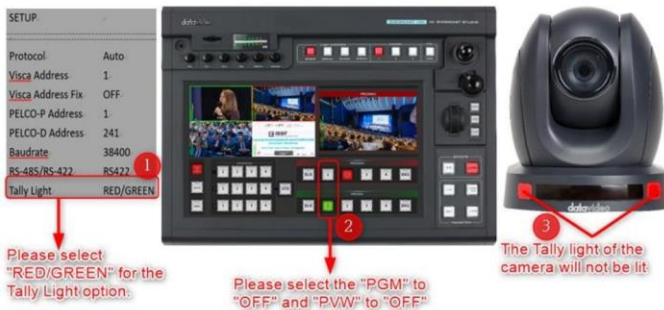 SETUP
Protocol Auto
Visca Address 1
Visca Address Fix OFF
PELCO-P Address 1
PELCO-D Address 241
Baudrate 38400
RS-485/RS-422 RS422
Tally Light RED/GREEN
1
Please select
"RED/GREEN" for the
Tally Light option.
datavideo
2
Please select the "PGM" to
"OFF" and "PVW" to "OFF"
datavideo
3
The Tally light of the
camera will not be lit